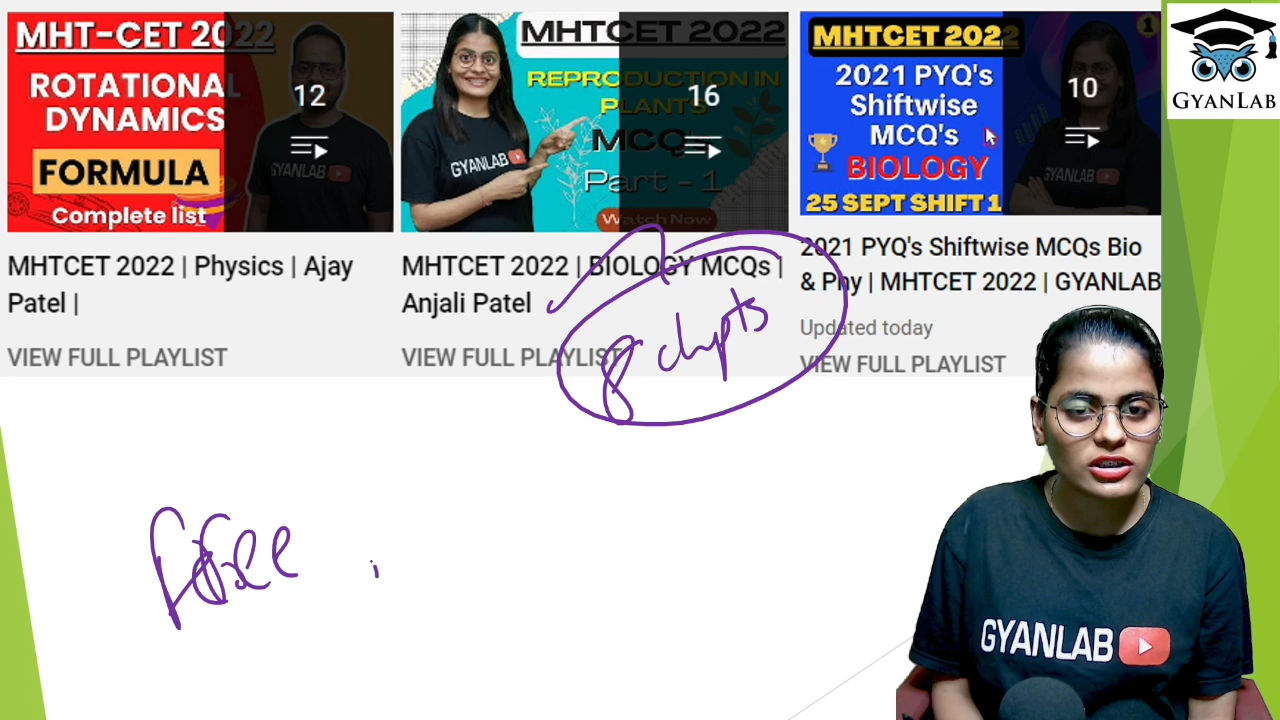 MHT-CET 2022
ROTATIONAL
DYNAMICS
FORMULA
Complete list
12
GYANLAB
MHTCET 2022 | Physics | Ajay
Patel |
VIEW FULL PLAYLIST
MHTCET 2022
REPRODUCTION IN
PLANTS
MCQ's
Part - 1
Watch Now
16
GYANLAB
MHTCET 2022 | BIOLOGY MCQs |
Anjali Patel
VIEW FULL PLAYLIST
MHTCET 2022
1
2021 PYQ's
Shiftwise
MCQ's
BIOLOGY
25 SEPT SHIFT 1
10
GYANLAB
2021 PYQ's Shiftwise MCQs Bio
& Phy | MHTCET 2022 | GYANLAB
Updated today
VIEW FULL PLAYLIST
8 chpts
GYANLAB
GYANLAB